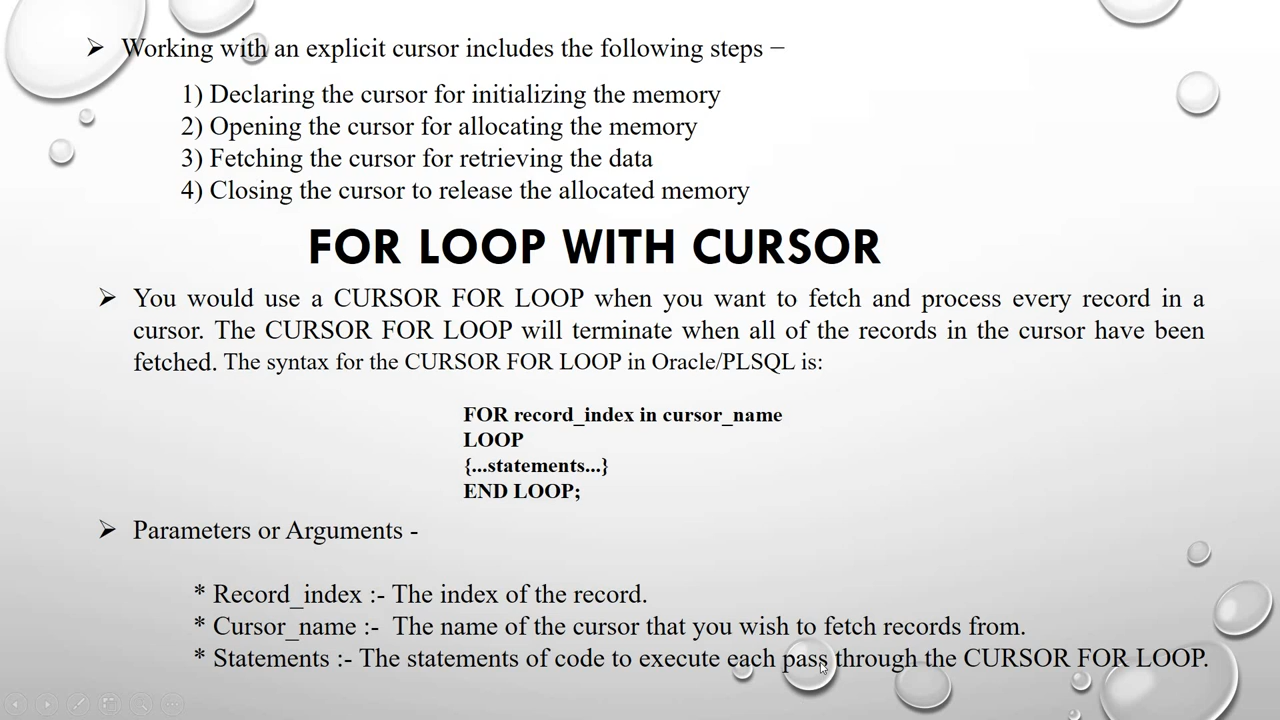 ➢ Working with an explicit cursor includes the following steps −
1) Declaring the cursor for initializing the memory
2) Opening the cursor for allocating the memory
3) Fetching the cursor for retrieving the data
4) Closing the cursor to release the allocated memory
FOR LOOP WITH CURSOR
➢ You would use a CURSOR FOR LOOP when you want to fetch and process every record in a
cursor. The CURSOR FOR LOOP will terminate when all of the records in the cursor have been
fetched. The syntax for the CURSOR FOR LOOP in Oracle/PLSQL is:
FOR record_index in cursor_name
LOOP
{...statements...}
END LOOP;
➢ Parameters or Arguments -
* Record_index :- The index of the record.
* Cursor_name :- The name of the cursor that you wish to fetch records from.
* Statements :- The statements of code to execute each pass through the CURSOR FOR LOOP.